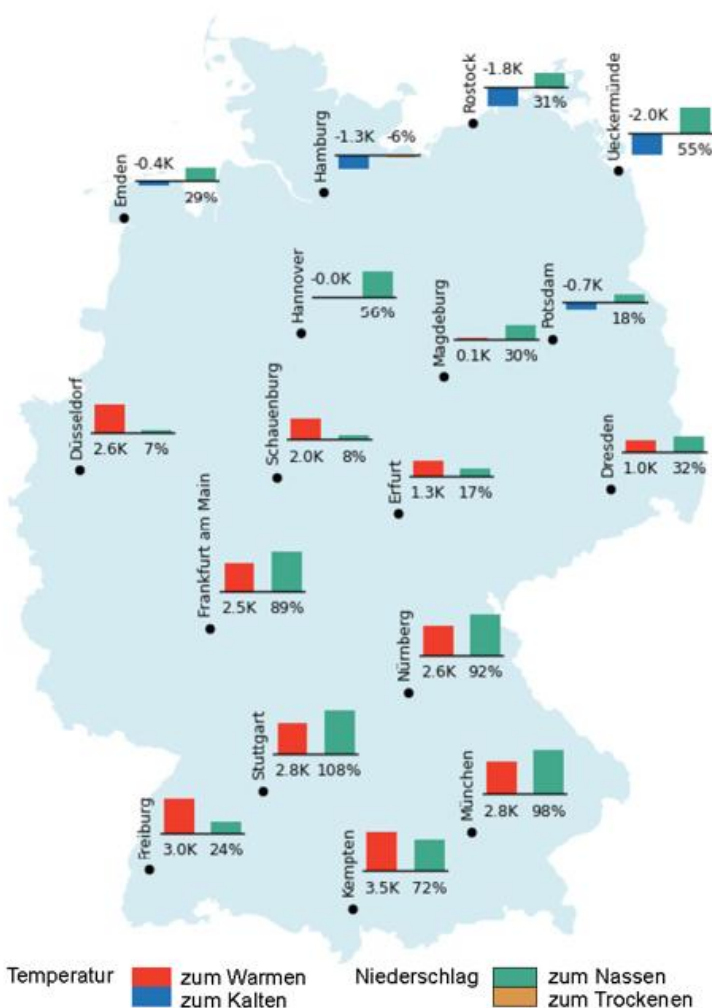 Rostock
-1.8K
31%
Ueckermünde
-2.0K
55%
Hamburg
-1.3K -6%
Emden
-0.4K
29%
Hannover
-0.0K
56%
Potsdam
-0.7K
18%
Magdeburg
0.1K 30%
Düsseldorf
2.6K 7%
Schauenburg
2.0K 8%
Erfurt
1.3K 17%
Dresden
1.0K 32%
Frankfurt am Main
2.5K 89%
Nürnberg
2.6K 92%
Stuttgart
2.8K 108%
München
2.8K 98%
Freiburg
3.0K 24%
Kempten
3.5K 72%
Temperatur zum Warmen Niederschlag zum Nassen
zum Kalten zum Trockenen